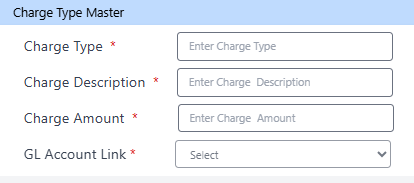 Charge Type Master
Charge Type * Enter Charge Type
Charge Description * Enter Charge Description
Charge Amount * Enter Charge Amount
GL Account Link * Select